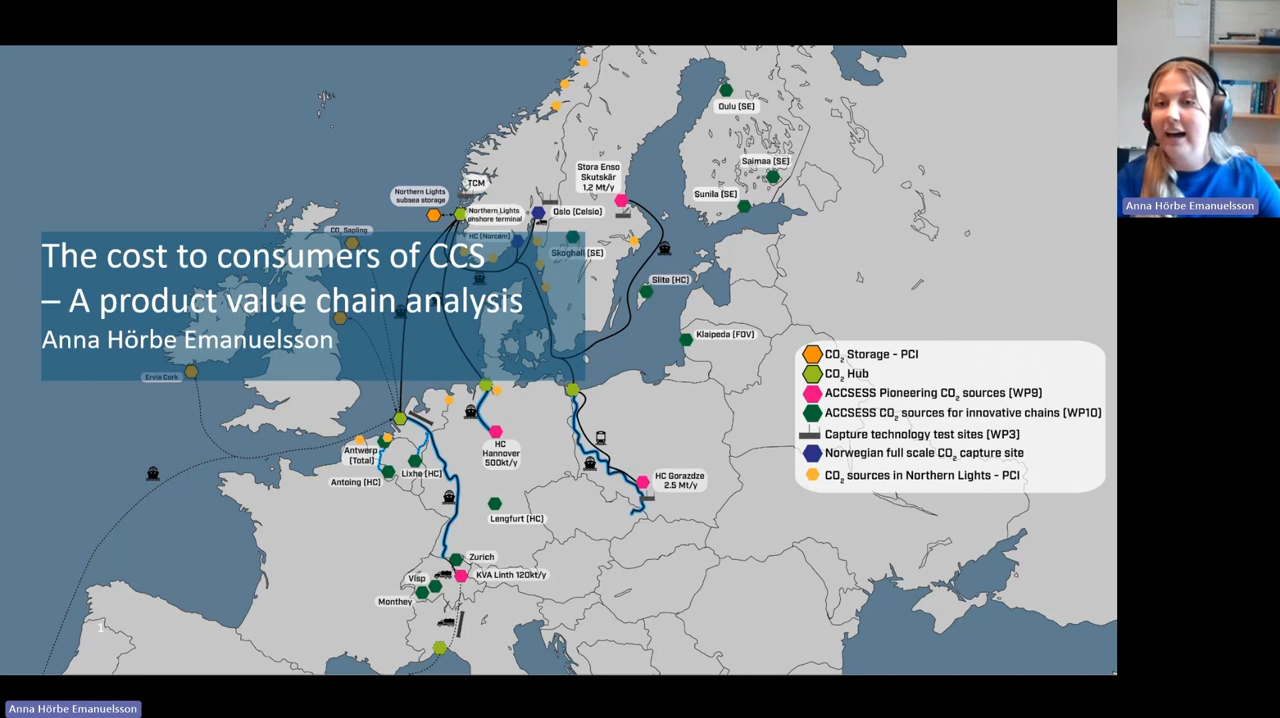 Oulu (SE)
Saimaa (SE)
Stora Enso
Skutskär
1,2 Mt/y
TCM
Northern Lights
subsea storage
Sunila (SE)
Northern Lights
onshore terminal
Oslo (Celsio)
Anna Hörbe Emanuelsson
CO2 Sapling
HC (Norcem)
The cost to consumers of CCS
– A product value chain analysis
Anna Hörbe Emanuelsson
Skoghall (SE)
Slite (HC)
Klaipeda (FOV)
Ervia Cork
CO2 Storage - PCI
CO2 Hub
ACCSESS Pioneering CO2 sources (WP9)
ACCSESS CO2 sources for innovative chains (WP10)
Capture technology test sites (WP3)
Norwegian full scale CO2 capture site
CO2 sources in Northern Lights - PCI
Antwerp
(Total)
HC
Hannover
500kt/y
Lixhe (HC)
Antoing (HC)
HC Gorazdze
2.5 Mt/y
Lengfurt (HC)
Zurich
KVA Linth 120kt/y
Visp
Monthey
1
Anna Hörbe Emanuelsson